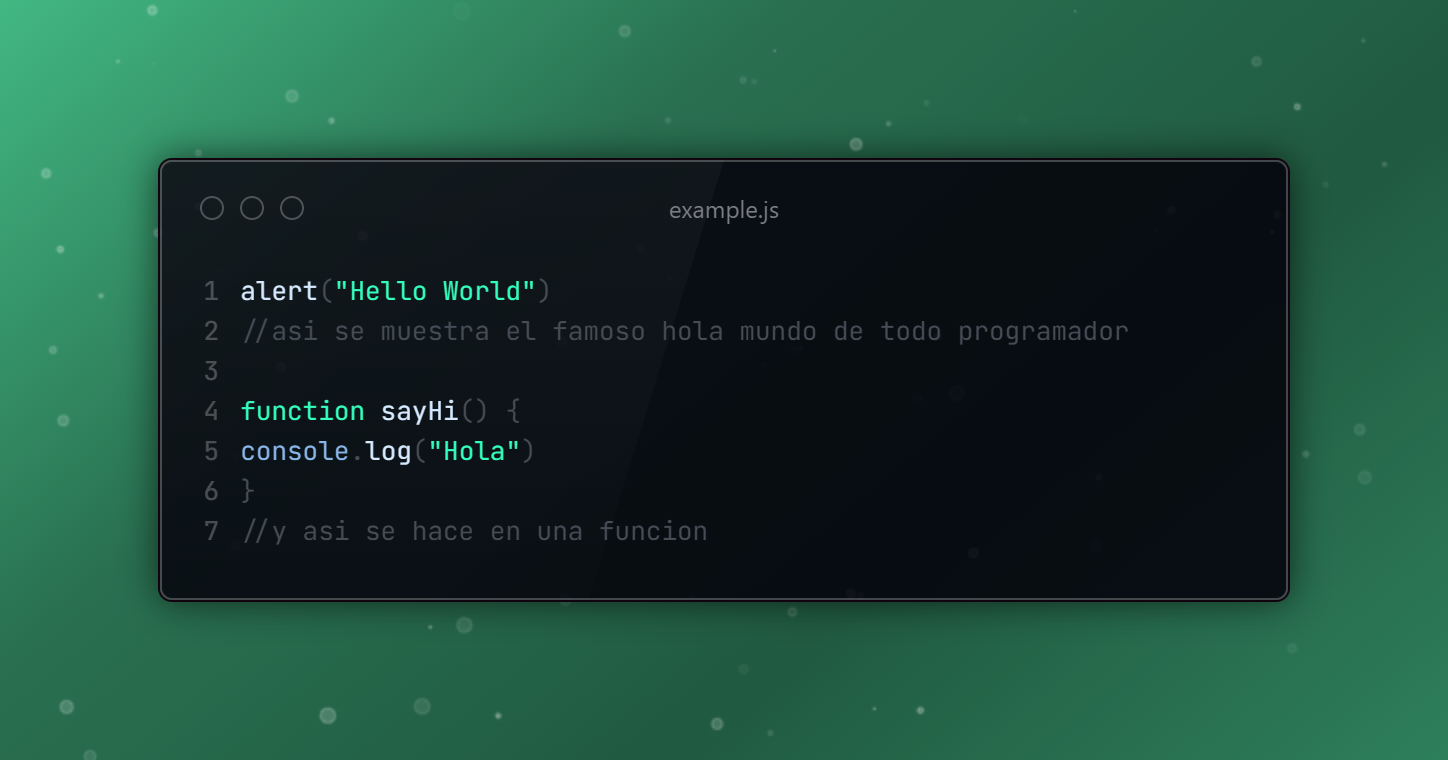 example.js
1 alert("Hello World")
2 //asi se muestra el famoso hola mundo de todo programador
3
4 function sayHi() {
5 console.log("Hola")
6 }
7 //y asi se hace en una funcion